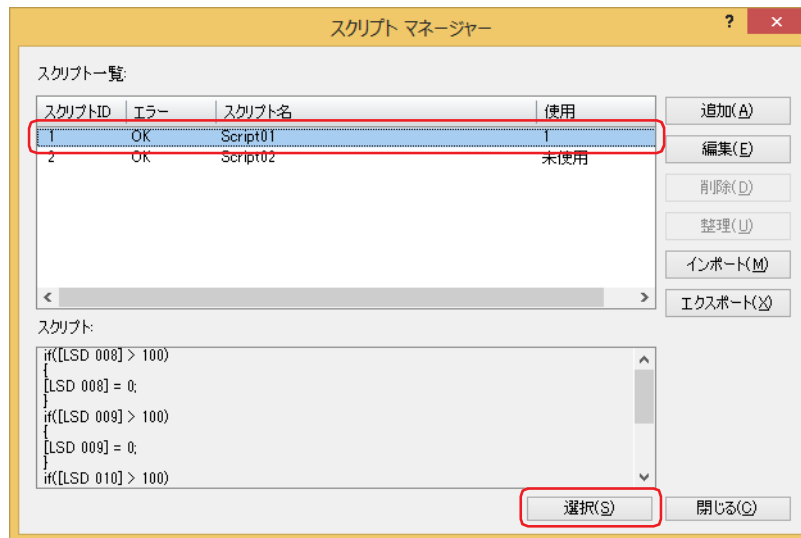 スクリプト マネージャー
? ×
スクリプト一覧:
スクリプトID エラー スクリプト名 使用
1 OK Script01 1
2 OK Script02 未使用
追加(A)
編集(E)
削除(D)
整理(U)
インポート(M)
エクスポート(X)
スクリプト:
if([LSD 008] > 100)
{
[LSD 008] = 0;
}
if([LSD 009] > 100)
{
[LSD 009] = 0;
}
if([LSD 010] > 100)
選択(S) 閉じる(C)